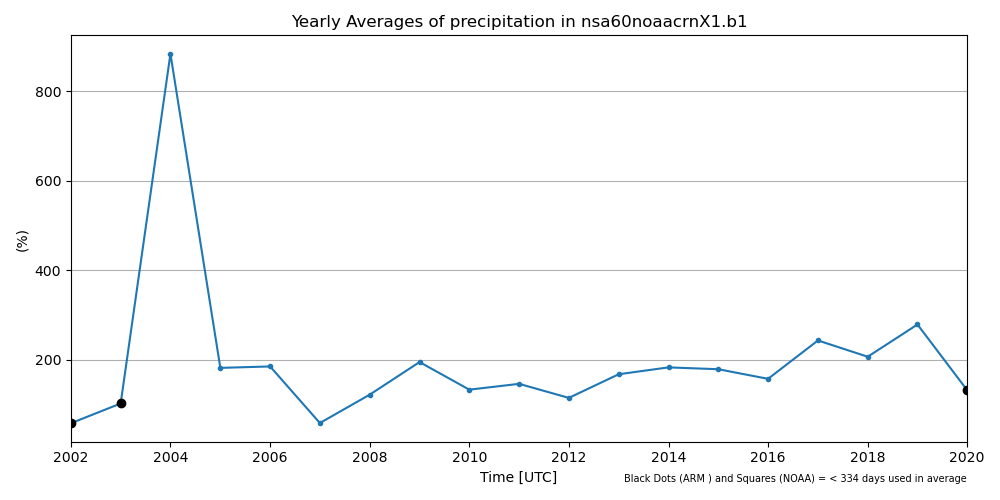 Yearly Averages of precipitation in nsa60noaacrnX1.b1
800
600
400
200
(%)
2002 2004 2006 2008 2010 2012 2014 2016 2018 2020
Time [UTC]
Black Dots (ARM ) and Squares (NOAA) = < 334 days used in average